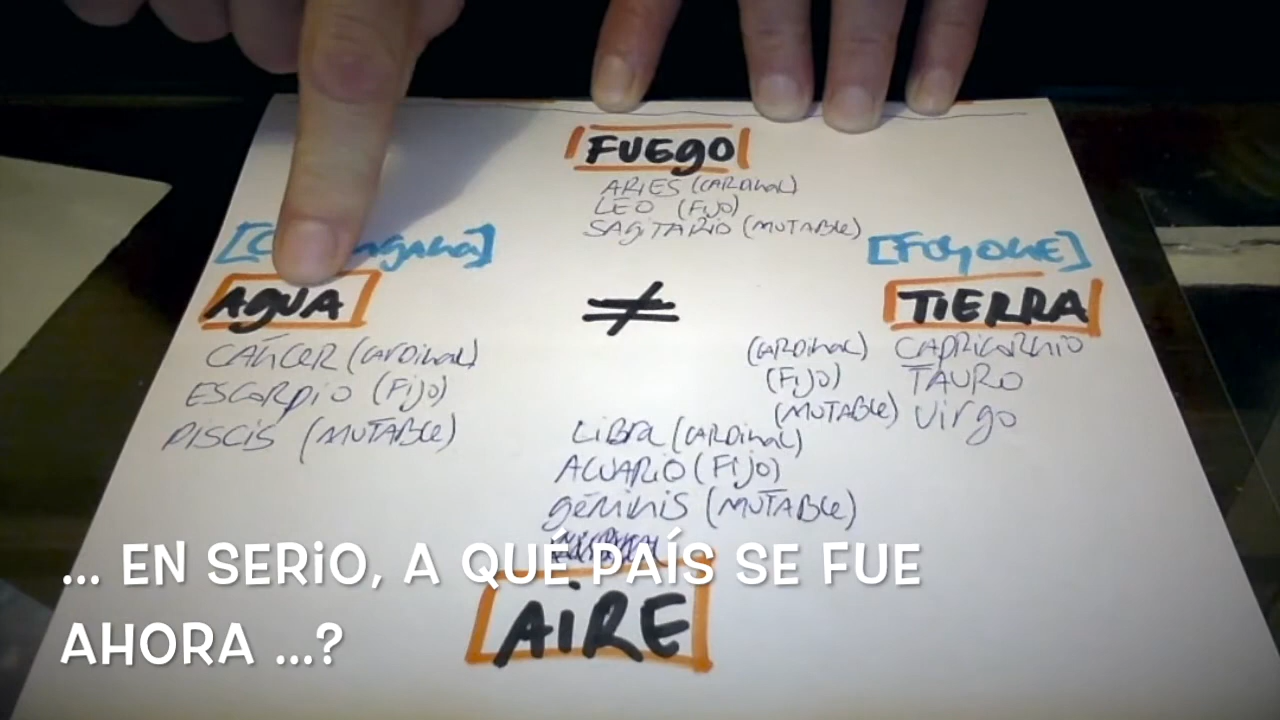 FUEGO
ARIES (CARDINAL)
LEO (FIJO)
SAGITARIO (MUTABLE)
AGUA
CÁNCER (CARDINAL)
ESCORPIO (FIJO)
PISCIS (MUTABLE)
≠
[FOYONE]
TIERRA
(CARDINAL) CAPRICORNIO
(FIJO) TAURO
(MUTABLE) Virgo
LIBRA (CARDINAL)
ACUARIO (FIJO)
GÉMINIS (MUTABLE)
AIRE
... EN SERIO, A QUÉ PAÍS SE FUE
AHORA ...?